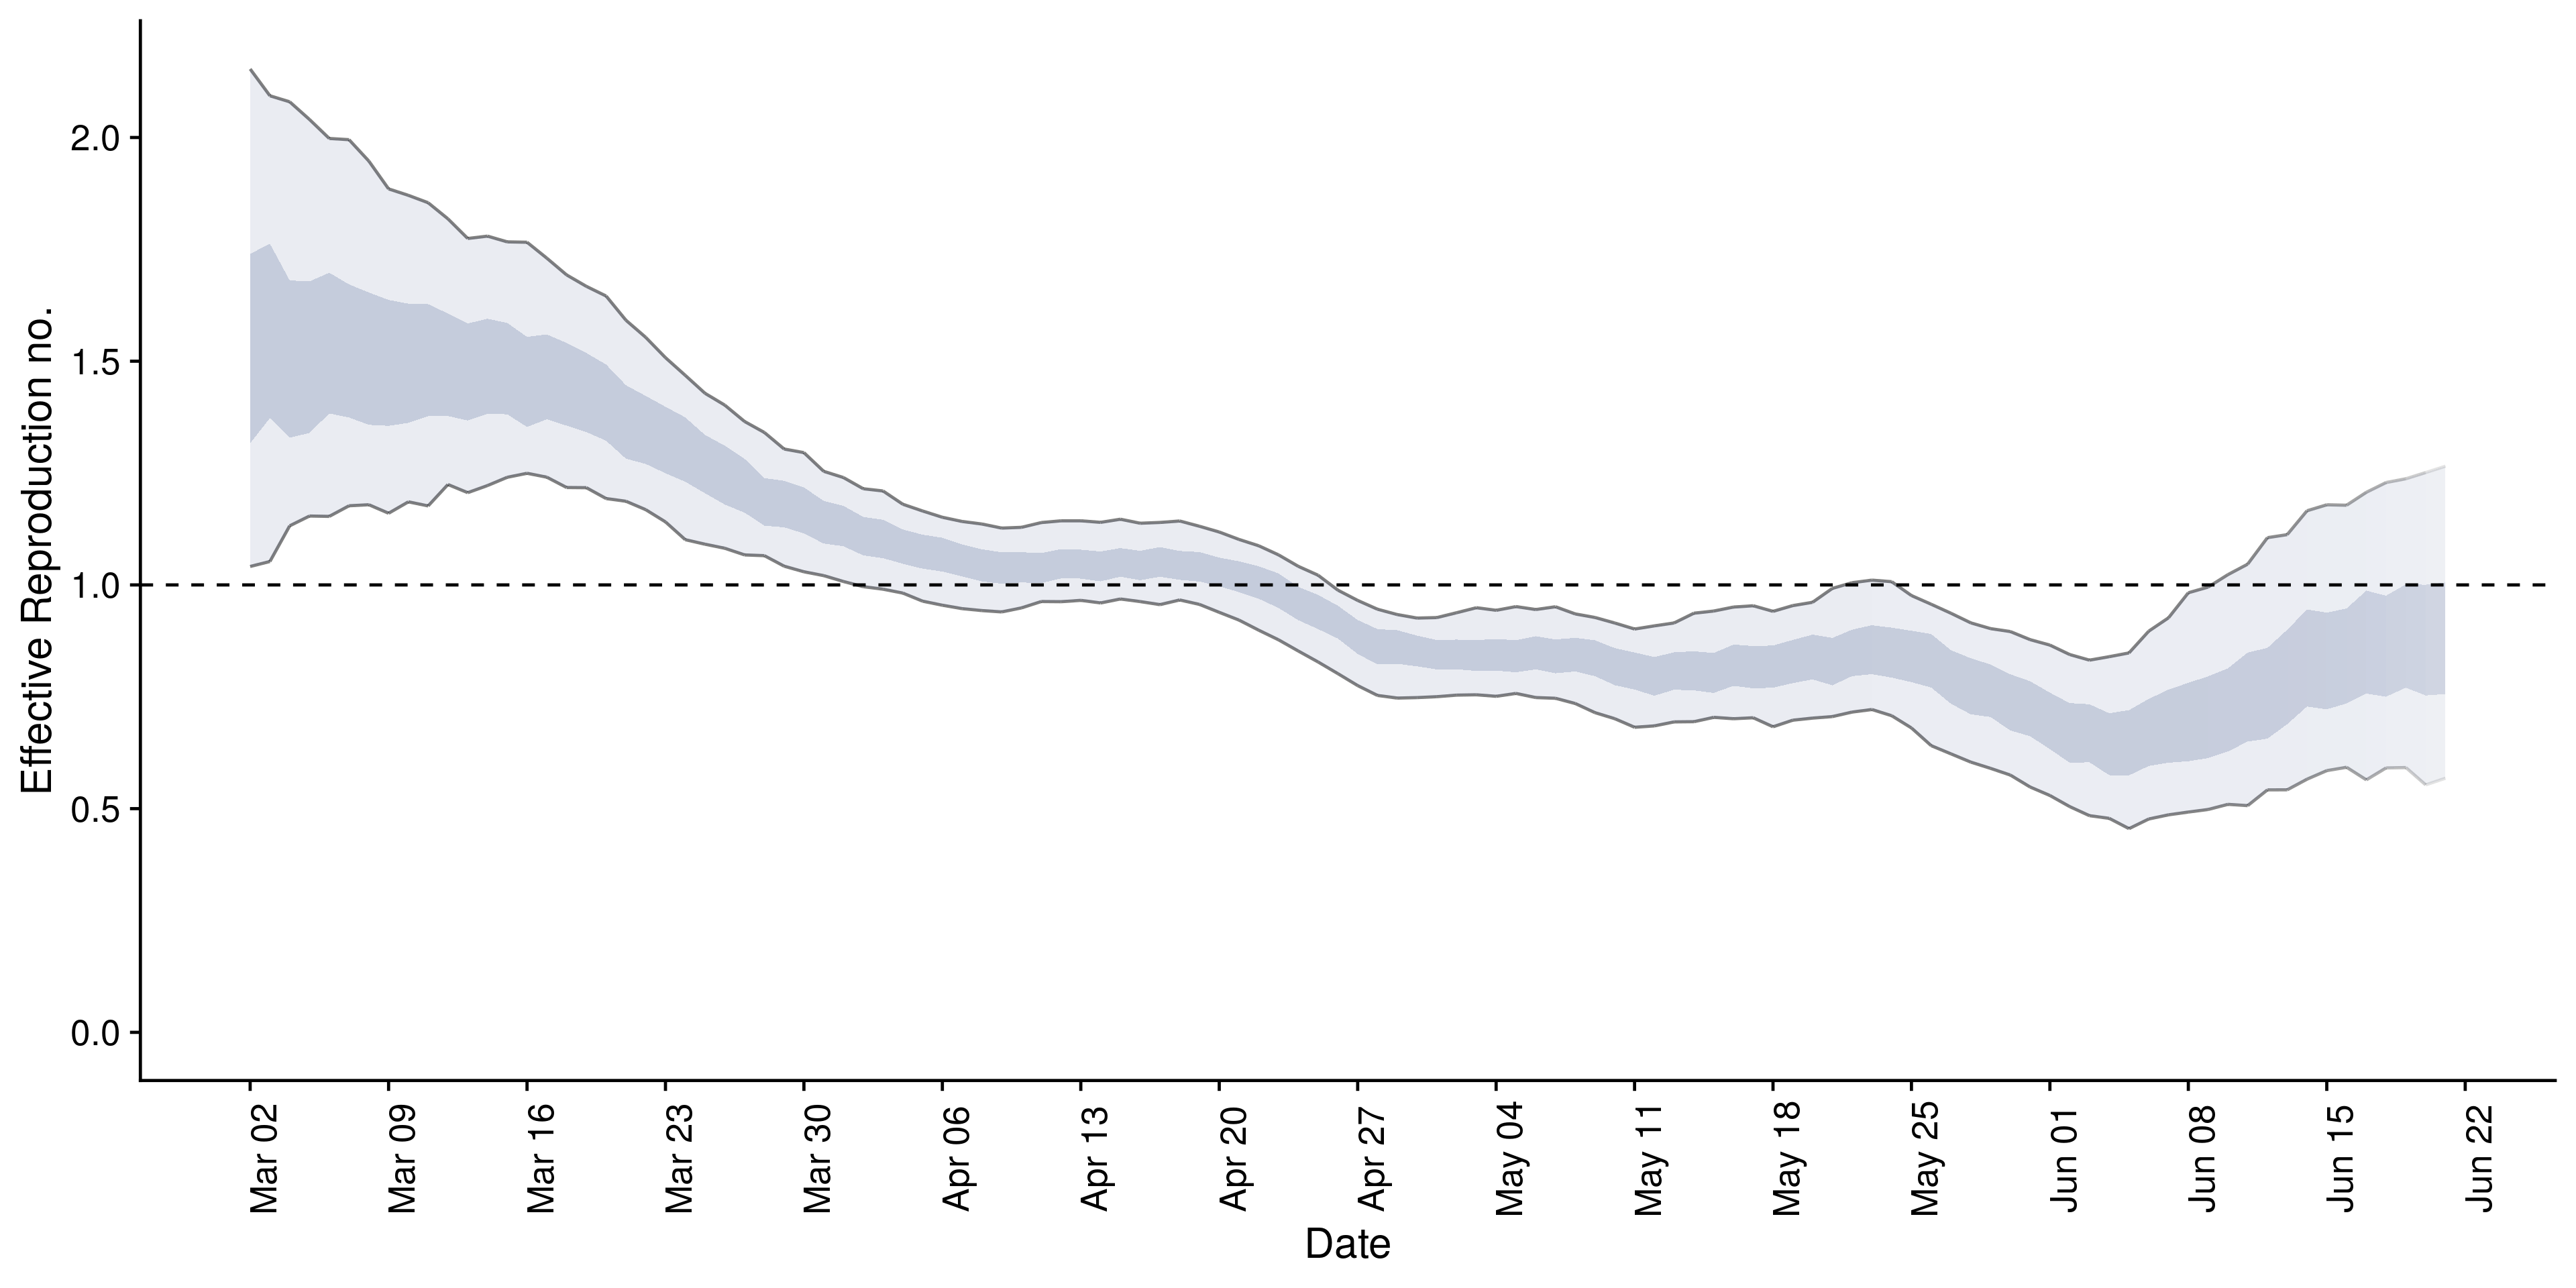 Effective Reproduction no.
2.0
1.5
1.0
0.5
0.0
Mar 02
Mar 09
Mar 16
Mar 23
Mar 30
Apr 06
Apr 13
Apr 20
Apr 27
May 04
May 11
May 18
May 25
Jun 01
Jun 08
Jun 15
Jun 22
Date